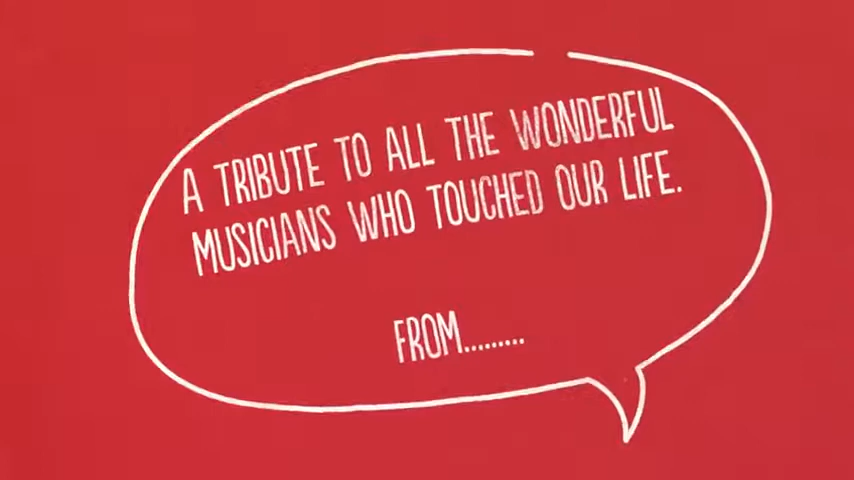 A TRIBUTE TO ALL THE WONDERFUL
MUSICIANS WHO TOUCHED OUR LIFE.
FROM.........